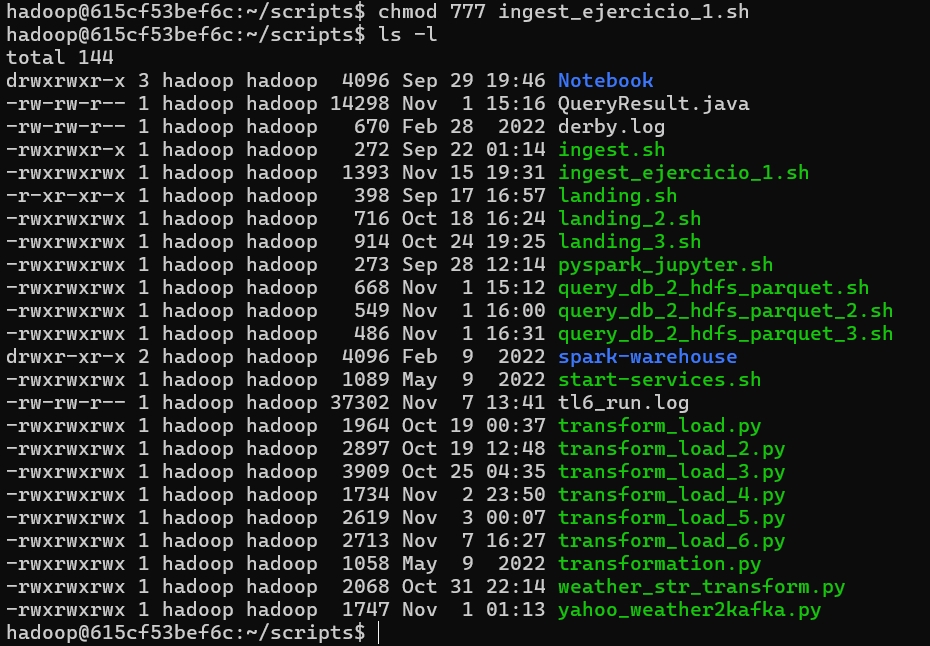 hadoop@615cf53bef6c:~/scripts$ chmod 777 ingest_ejercicio_1.sh
hadoop@615cf53bef6c:~/scripts$ ls -l
total 144
drwxrwxr-x 3 hadoop hadoop  4096 Sep 29 19:46 Notebook
-rw-rw-r-- 1 hadoop hadoop 14298 Nov  1 15:16 QueryResult.java
-rw-rw-r-- 1 hadoop hadoop   670 Feb 28  2022 derby.log
-rwxrwxr-x 1 hadoop hadoop   272 Sep 22 01:14 ingest.sh
-rwxrwxrwx 1 hadoop hadoop  1393 Nov 15 19:31 ingest_ejercicio_1.sh
-r-xr-xr-x 1 hadoop hadoop   398 Sep 17 16:57 landing.sh
-rwxrwxrwx 1 hadoop hadoop   716 Oct 18 16:24 landing_2.sh
-rwxrwxrwx 1 hadoop hadoop   914 Oct 24 19:25 landing_3.sh
-rwxrwxrwx 1 hadoop hadoop   273 Sep 28 12:14 pyspark_jupyter.sh
-rwxrwxrwx 1 hadoop hadoop   668 Nov  1 15:12 query_db_2_hdfs_parquet.sh
-rwxrwxrwx 1 hadoop hadoop   549 Nov  1 16:00 query_db_2_hdfs_parquet_2.sh
-rwxrwxrwx 1 hadoop hadoop   486 Nov  1 16:31 query_db_2_hdfs_parquet_3.sh
drwxr-xr-x 2 hadoop hadoop  4096 Feb  9  2022 spark-warehouse
-rwxrwxrwx 1 hadoop hadoop  1089 May  9  2022 start-services.sh
-rw-rw-r-- 1 hadoop hadoop 37302 Nov  7 13:41 tl6_run.log
-rwxrwxrwx 1 hadoop hadoop  1964 Oct 19 00:37 transform_load.py
-rwxrwxrwx 1 hadoop hadoop  2897 Oct 19 12:48 transform_load_2.py
-rwxrwxrwx 1 hadoop hadoop  3909 Oct 25 04:35 transform_load_3.py
-rwxrwxrwx 1 hadoop hadoop  1734 Nov  2 23:50 transform_load_4.py
-rwxrwxrwx 1 hadoop hadoop  2619 Nov  3 00:07 transform_load_5.py
-rwxrwxrwx 1 hadoop hadoop  2713 Nov  7 16:27 transform_load_6.py
-rwxrwxrwx 1 hadoop hadoop  1058 May  9  2022 transformation.py
-rwxrwxrwx 1 hadoop hadoop  2068 Oct 31 22:14 weather_str_transform.py
-rwxrwxrwx 1 hadoop hadoop  1747 Nov  1 01:13 yahoo_weather2kafka.py
hadoop@615cf53bef6c:~/scripts$